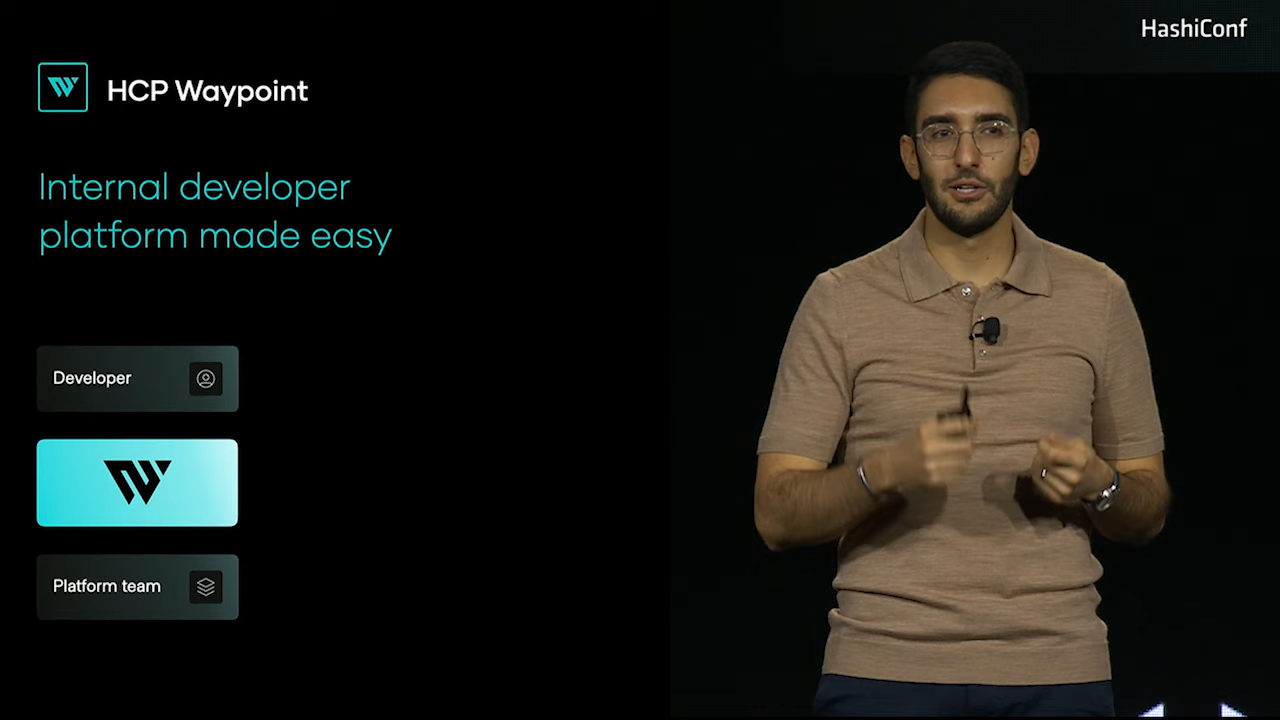 HashiConf
HCP Waypoint
Internal developer
platform made easy
Developer
Platform team